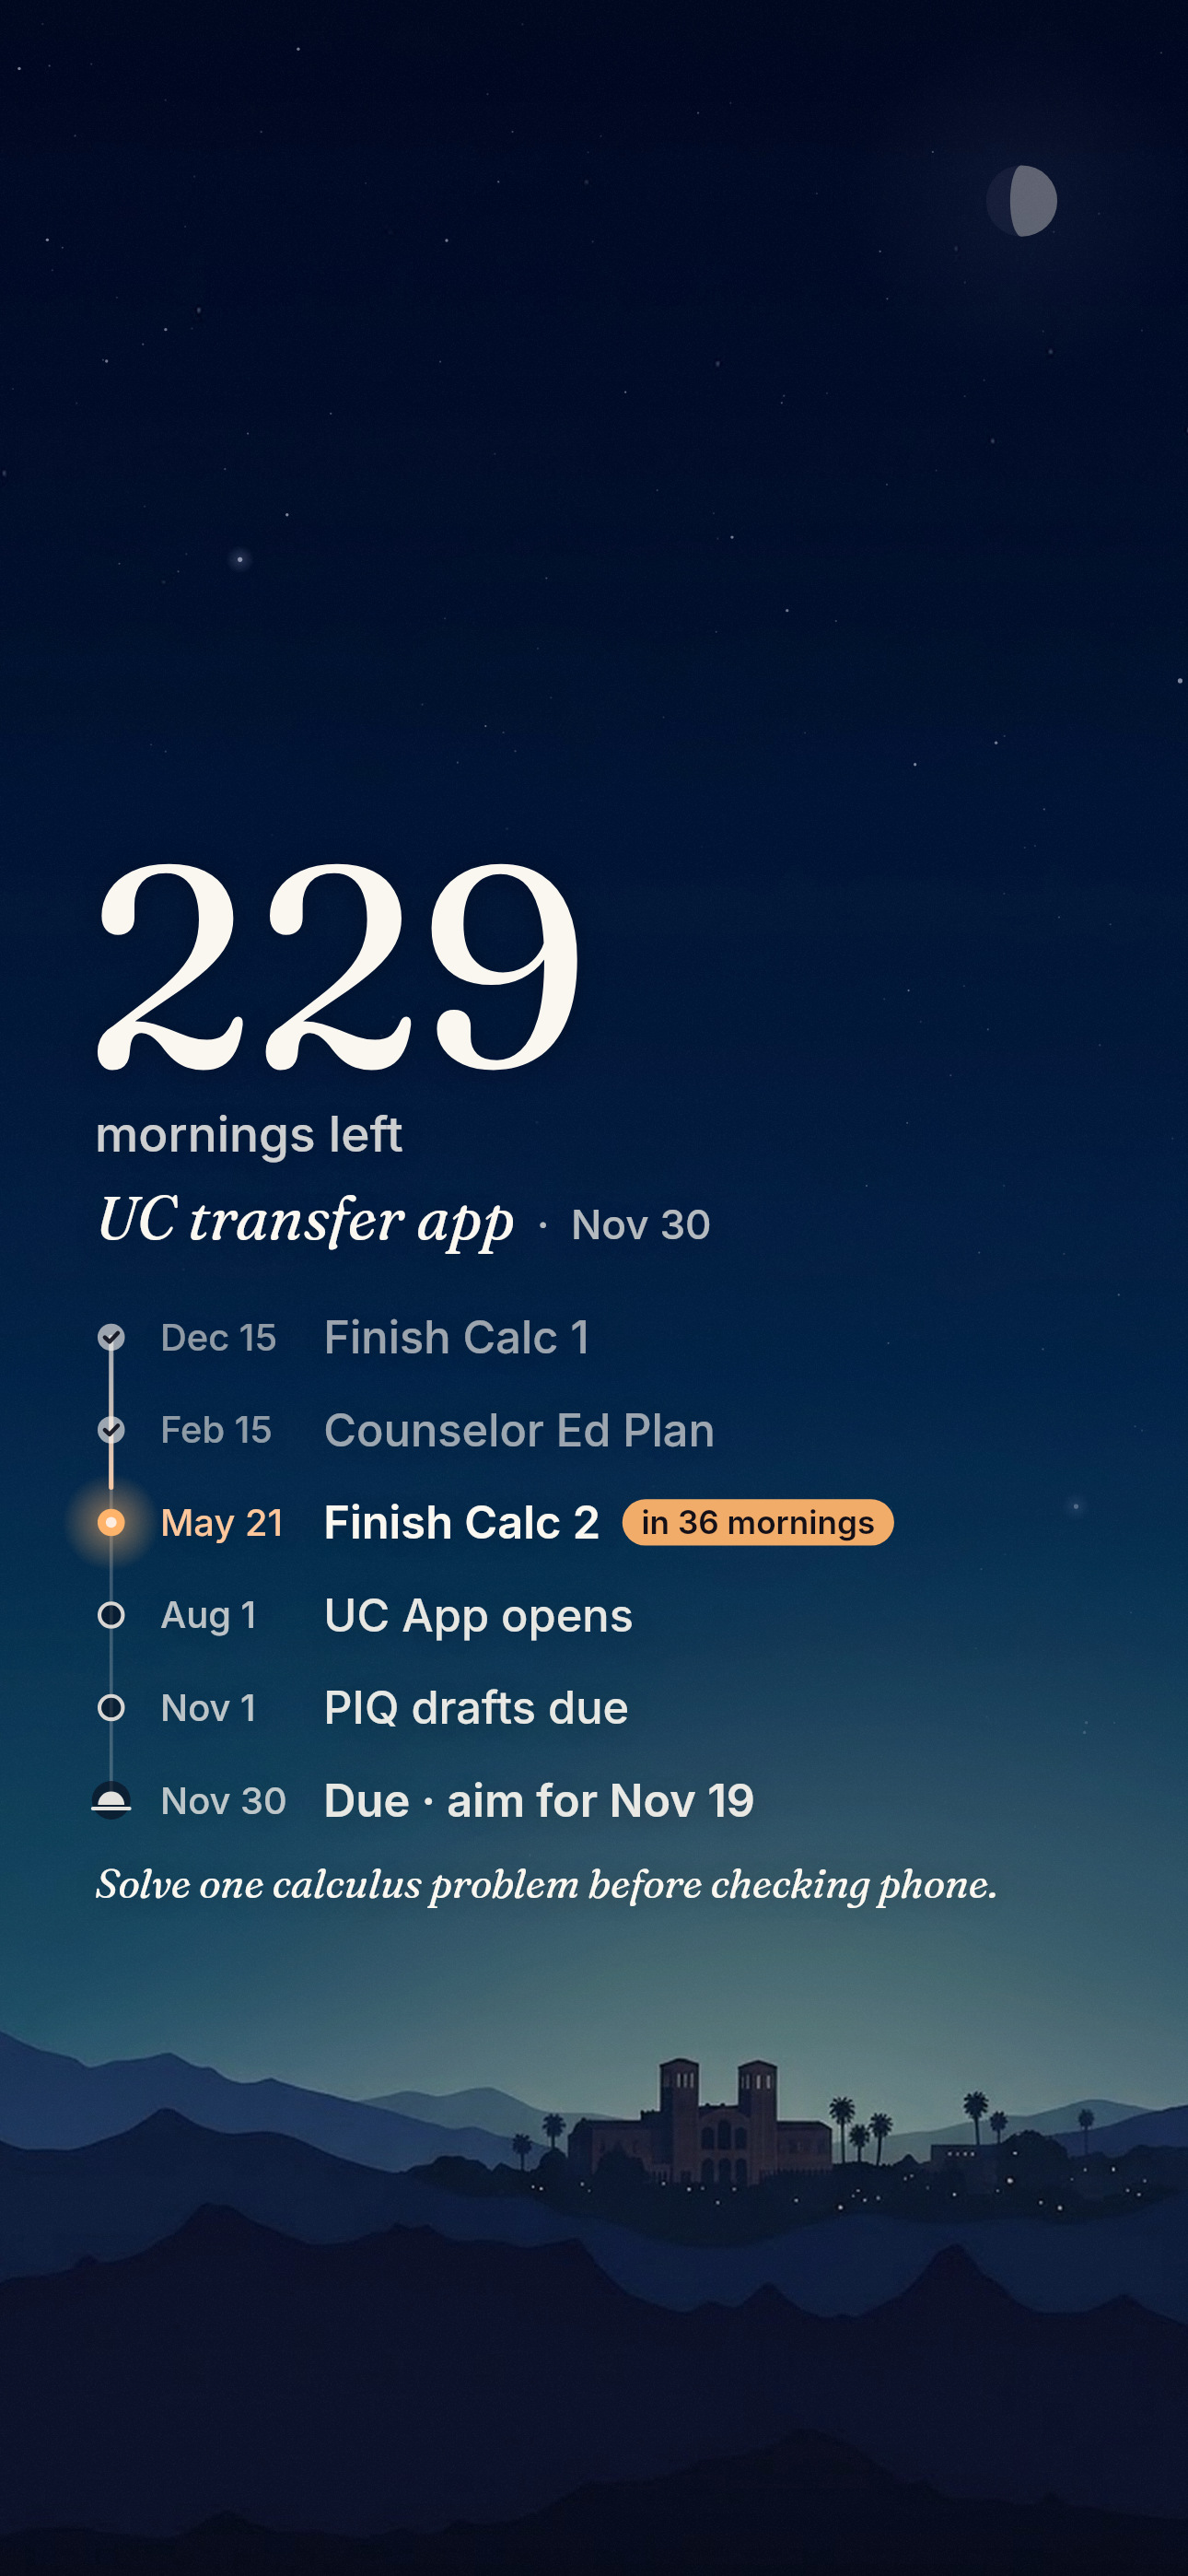 229
mornings left
UC transfer app · Nov 30
Dec 15 Finish Calc 1
Feb 15 Counselor Ed Plan
May 21 Finish Calc 2 in 36 mornings
Aug 1 UC App opens
Nov 1 PIQ drafts due
Nov 30 Due · aim for Nov 19
Solve one calculus problem before checking phone.